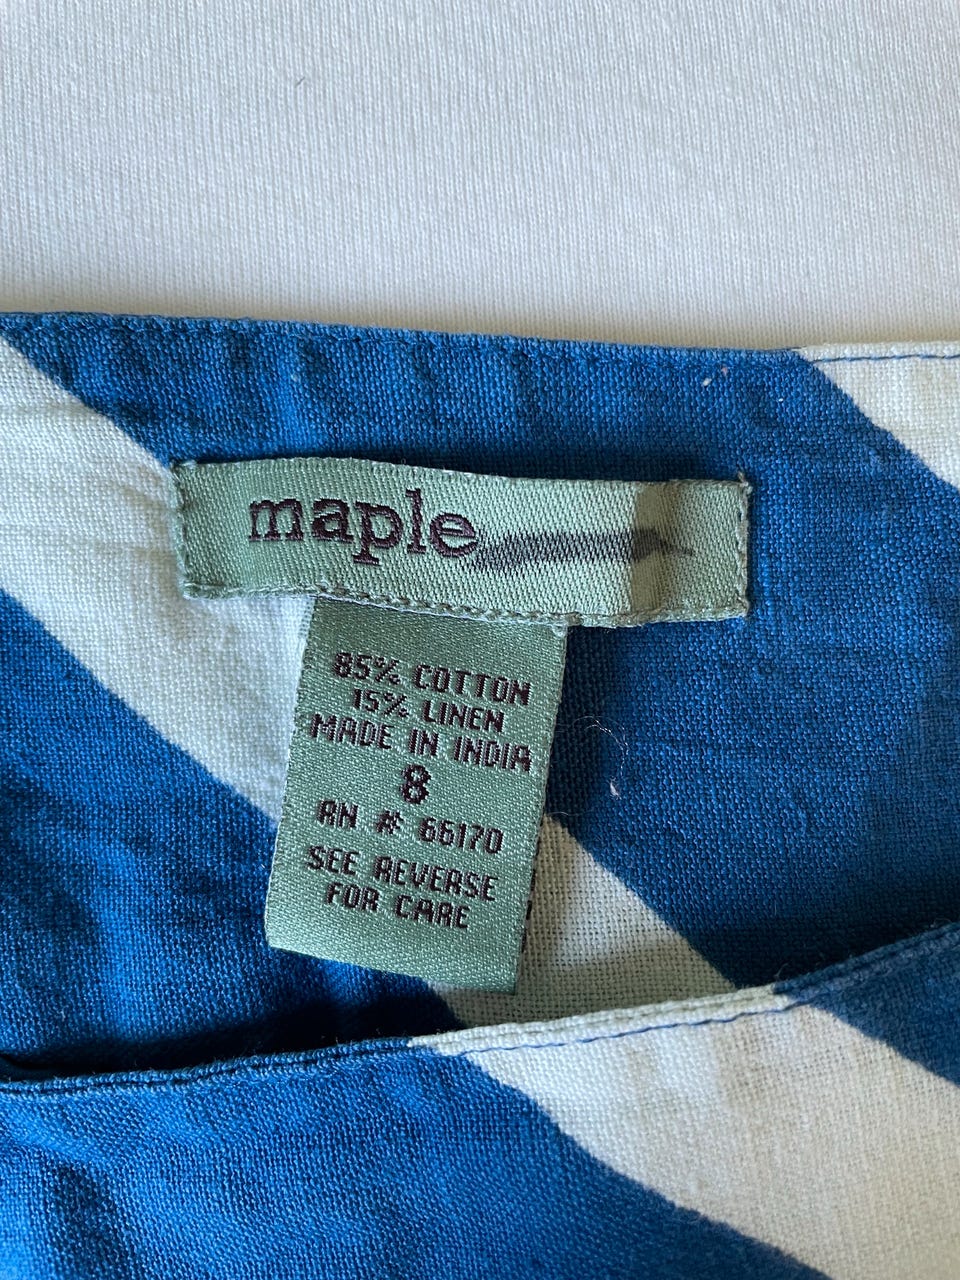 maple
85% COTTON
15% LINEN
MADE IN INDIA
8
RN # 66170
SEE REVERSE
FOR CARE